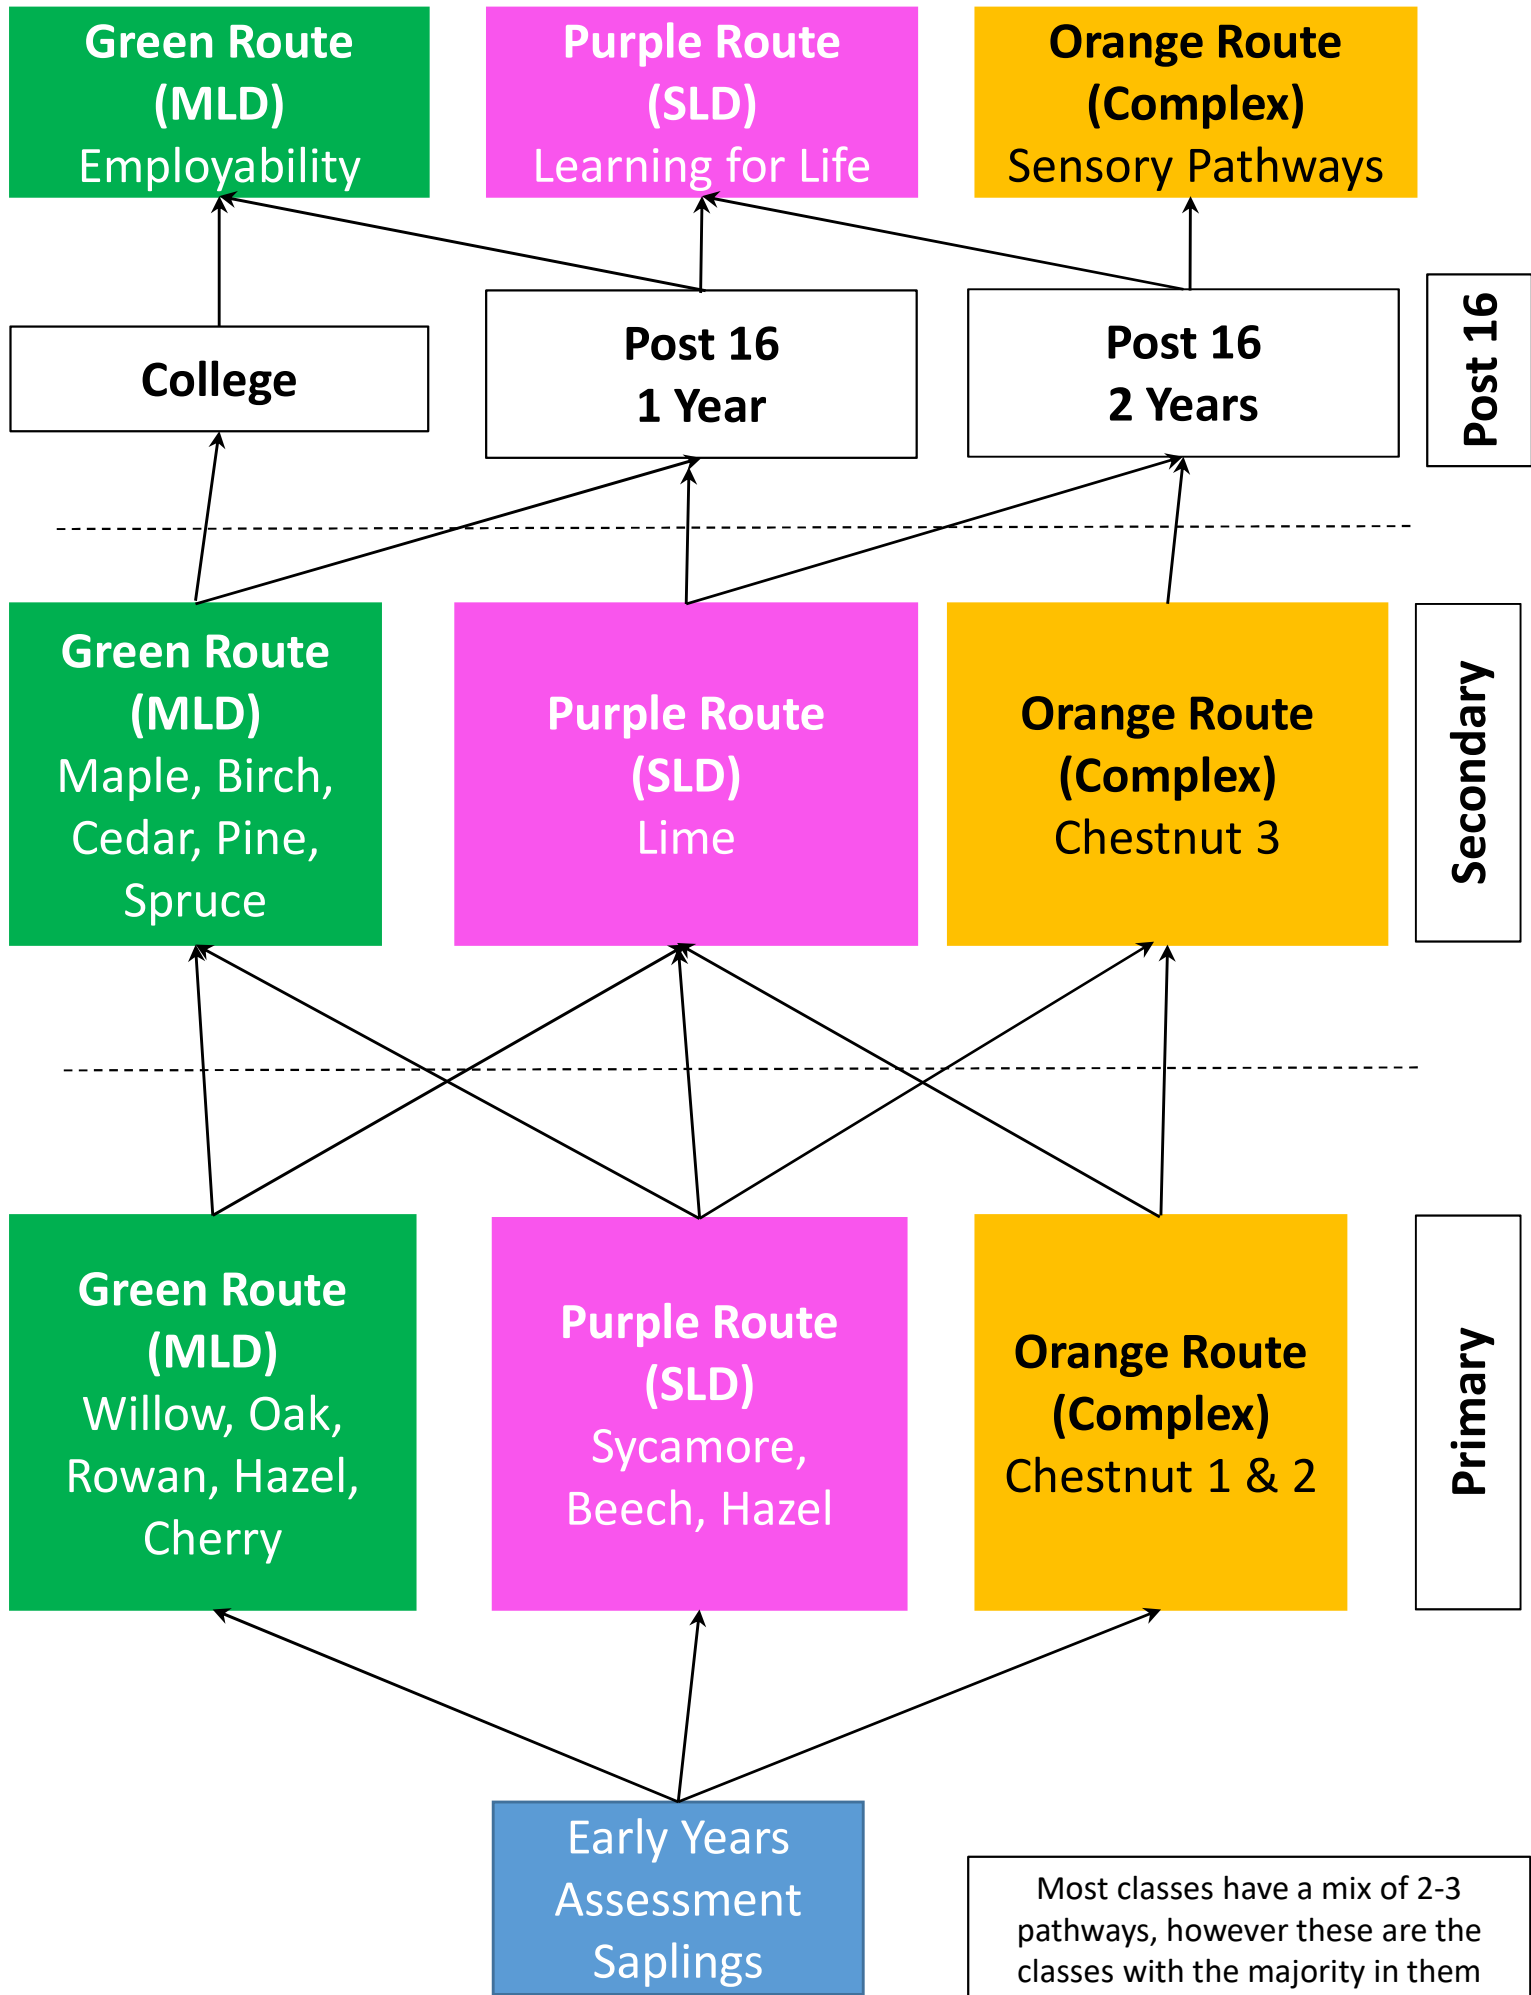 Green Route
(MLD)
Employability
Purple Route
(SLD)
Learning for Life
Orange Route
(Complex)
Sensory Pathways
College
Post 16
1 Year
Post 16
2 Years
Post 16
Green Route
(MLD)
Maple, Birch,
Cedar, Pine,
Spruce
Purple Route
(SLD)
Lime
Orange Route
(Complex)
Chestnut 3
Secondary
Green Route
(MLD)
Willow, Oak,
Rowan, Hazel,
Cherry
Purple Route
(SLD)
Sycamore,
Beech, Hazel
Orange Route
(Complex)
Chestnut 1 & 2
Primary
Early Years
Assessment
Saplings
Most classes have a mix of 2-3
pathways, however these are the
classes with the majority in them